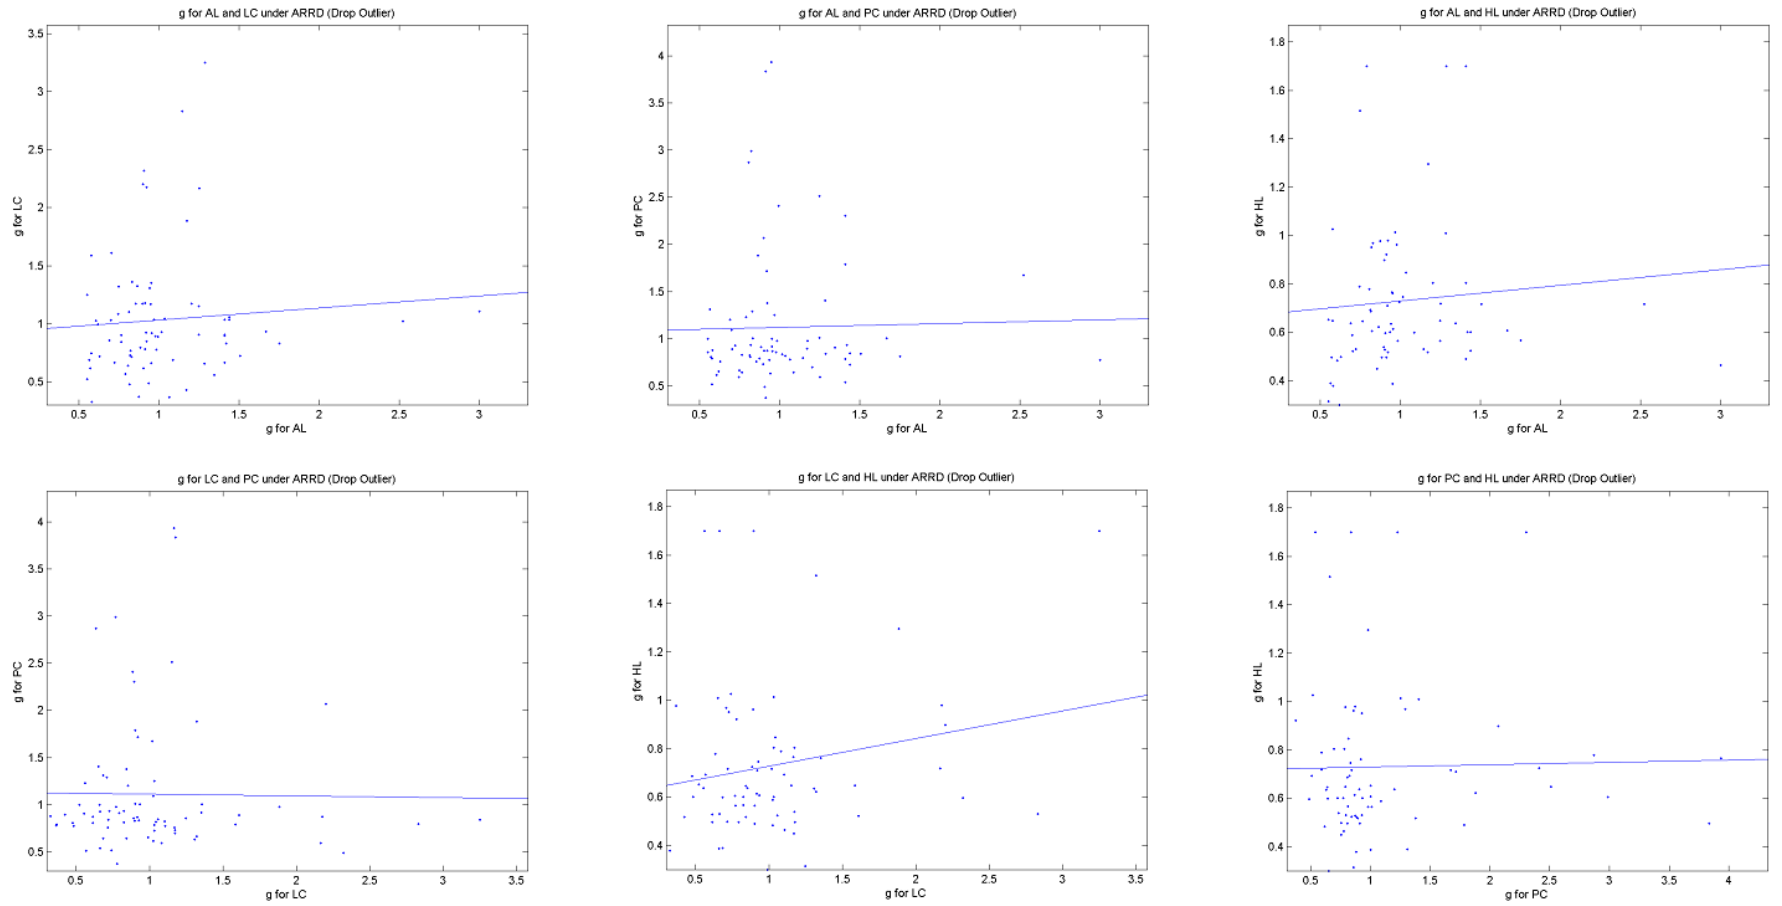 g for AL and LC under ARRD (Drop Outlier)
3.5
3
2.5
2
1.5
1
0.5
g for LC
0.5 1 1.5 2 2.5 3
g for AL
g for AL and PC under ARRD (Drop Outlier)
4
3.5
3
2.5
2
1.5
1
0.5
g for PC
0.5 1 1.5 2 2.5 3
g for AL
g for AL and HL under ARRD (Drop Outlier)
1.8
1.6
1.4
1.2
1
0.8
0.6
0.4
g for HL
0.5 1 1.5 2 2.5 3
g for AL
g for LC and PC under ARRD (Drop Outlier)
4
3.5
3
2.5
2
1.5
1
0.5
g for PC
0.5 1 1.5 2 2.5 3 3.5
g for LC
g for LC and HL under ARRD (Drop Outlier)
1.8
1.6
1.4
1.2
1
0.8
0.6
0.4
g for HL
0.5 1 1.5 2 2.5 3 3.5
g for LC
g for PC and HL under ARRD (Drop Outlier)
1.8
1.6
1.4
1.2
1
0.8
0.6
0.4
g for HL
0.5 1 1.5 2 2.5 3 3.5 4
g for PC